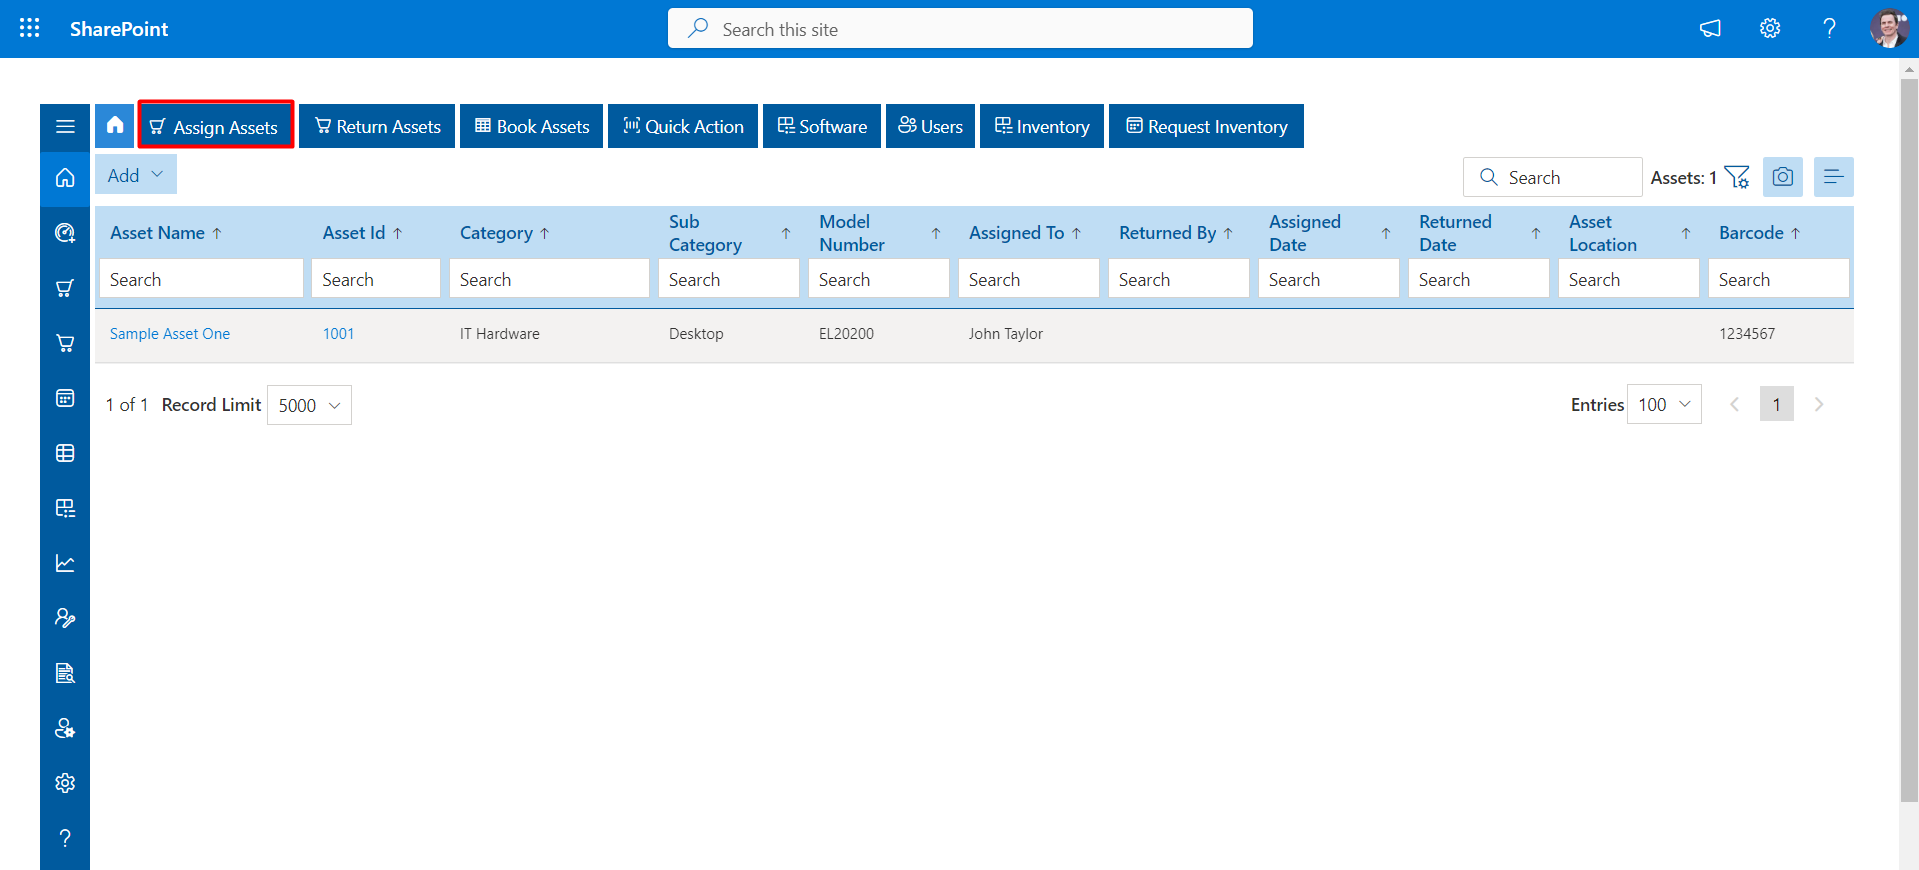 SharePoint
Search this site
?
Assign Assets
Return Assets
Book Assets
Quick Action
Software
Users
Inventory
Request Inventory
Add
Search
Assets: 1
Asset Name ↑
Asset Id ↑
Category ↑
Sub Category ↑
Model Number ↑
Assigned To ↑
Returned By ↑
Assigned Date ↑
Returned Date ↑
Asset Location ↑
Barcode ↑
Search
Search
Search
Search
Search
Search
Search
Search
Search
Search
Search
Sample Asset One
1001
IT Hardware
Desktop
EL20200
John Taylor
1234567
1 of 1
Record Limit
5000
Entries
100
1
?